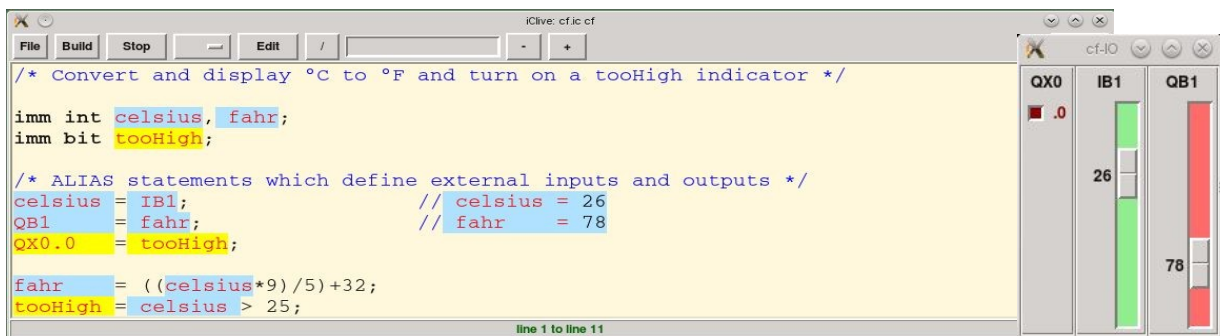 iClive: cf.ic cf
File Build Stop Edit / - +
/* Convert and display °C to °F and turn on a tooHigh indicator */
imm int celsius, fahr;
imm bit tooHigh;
/* ALIAS statements which define external inputs and outputs */
celsius = IB1; // celsius = 26
QB1 = fahr; // fahr = 78
QX0.0 = tooHigh;
fahr = ((celsius*9)/5)+32;
tooHigh = celsius > 25;
line 1 to line 11
cf-IO
QX0 IB1 QB1
.0
26
78